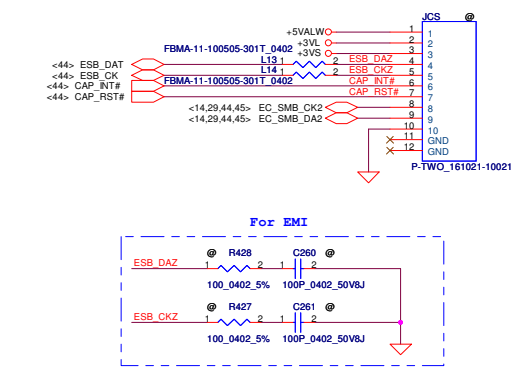 JCS @
+5VALW 1 1
+3VL 2 2
+3VS 3 3
FBMA-11-100505-301T_0402
<44> ESB_DAT L13 1 2 ESB_DAZ 4 4
<44> ESB_CK L14 1 2 ESB_CKZ 5 5
<44> CAP_INT# FBMA-11-100505-301T_0402 CAP_INT# 6 6
<44> CAP_RST# CAP_RST# 7 7
<14,29,44,45> EC_SMB_CK2 8 8
<14,29,44,45> EC_SMB_DA2 9 9
10 10
11 GND
12 GND
P-TWO_161021-10021
For EMI
@ R428 C260 @
ESB_DAZ 1 2 1 2
100_0402_5% 100P_0402_50V8J
@ R427 C261 @
ESB_CKZ 1 2 1 2
100_0402_5% 100P_0402_50V8J